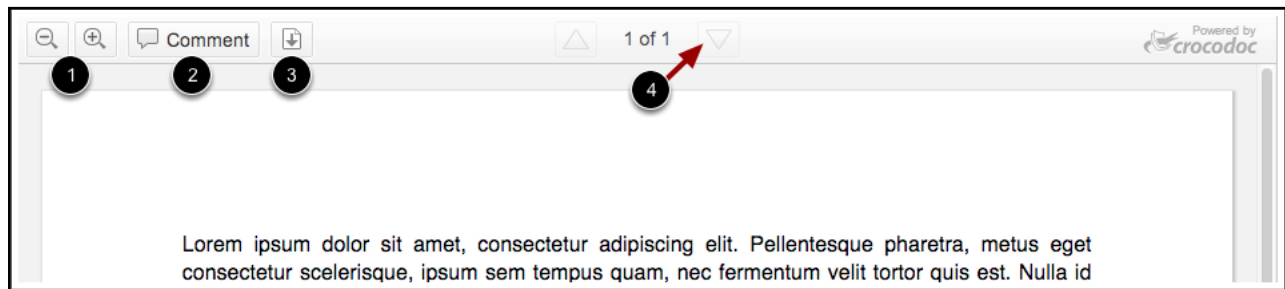 Comment
1 of 1
Powered by
crocodoc
1
2
3
4
Lorem ipsum dolor sit amet, consectetur adipiscing elit. Pellentesque pharetra, metus eget
consectetur scelerisque, ipsum sem tempus quam, nec fermentum velit tortor quis est. Nulla id